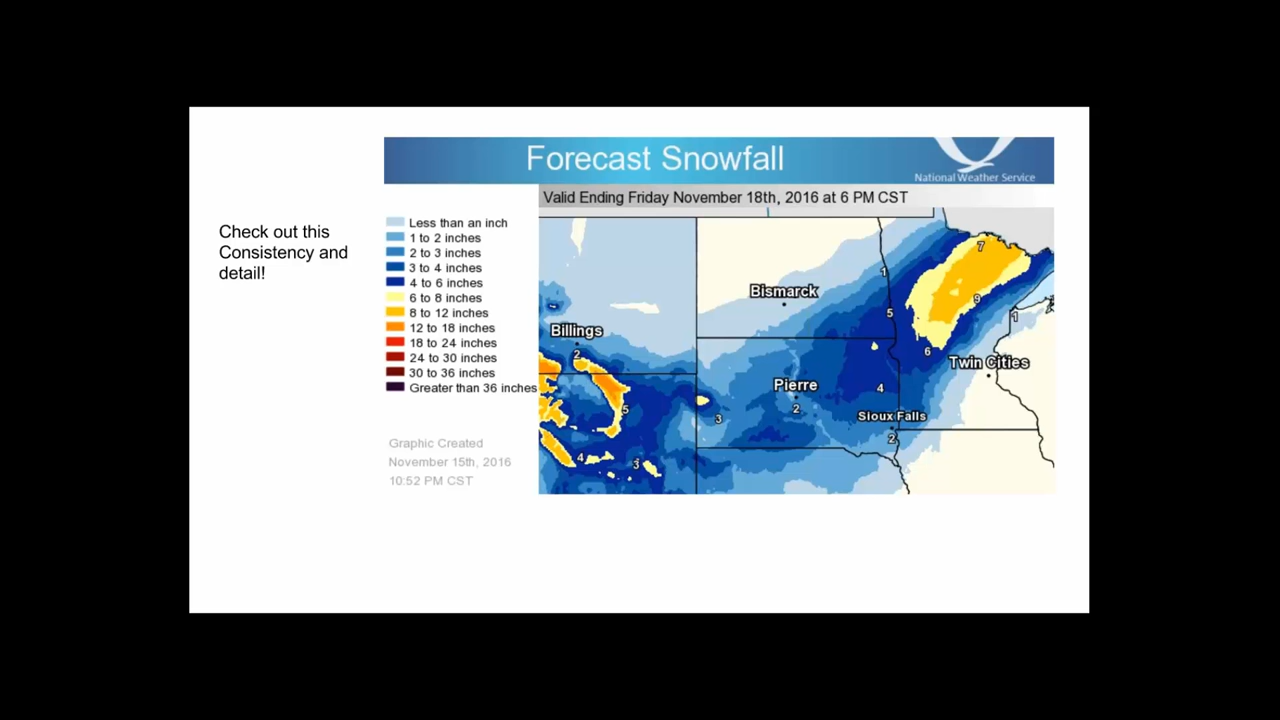 Forecast Snowfall
National Weather Service
Valid Ending Friday November 18th, 2016 at 6 PM CST
Check out this
Consistency and
detail!
Less than an inch
1 to 2 inches
2 to 3 inches
3 to 4 inches
4 to 6 inches
6 to 8 inches
8 to 12 inches
12 to 18 inches
18 to 24 inches
24 to 30 inches
30 to 36 inches
Greater than 36 inches
Graphic Created
November 15th, 2016
10:52 PM CST
7
1
Bismarck
9
5
1
Billings
2
6
Twin Cities
Pierre
4
2
5
3
Sioux Falls
2
4
3